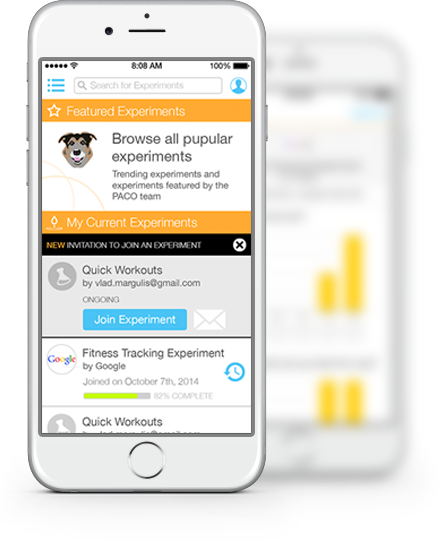 8:08 AM
100%
Search for Experiments
Featured Experiments
Browse all pupular
experiments
Trending experiments and
experiments featured by the
PACO team
My Current Experiments
NEW INVITATION TO JOIN AN EXPERIMENT
Quick Workouts
by vlad.margulis@gmail.com
ONGOING
Join Experiment
Google
Fitness Tracking Experiment
by Google
Joined on October 7th, 2014
82% COMPLETE
Quick Workouts